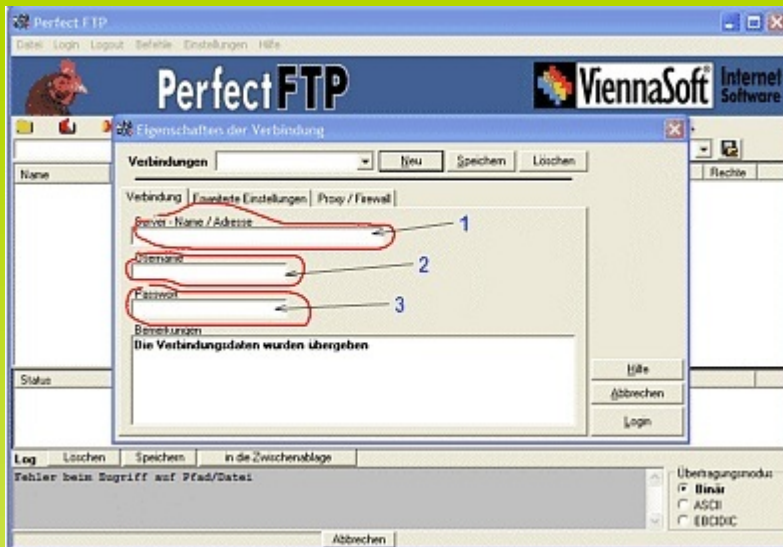 Perfect FTP
Datei Login Logout Befehle Einstellungen Hilfe
Perfect FTP ViennaSoft Internet Software
Eigenschaften der Verbindung
Verbindungen Neu Speichern Löschen
Name Rechte
Verbindung Erweiterte Einstellungen Proxy / Firewall
Server - Name / Adresse
1
Username
2
Passwort
3
Bemerkungen
Die Verbindungsdaten wurden übergeben
Hilfe
Status
Abbrechen
Login
Log Löschen Speichern in die Zwischenablage
Fehler beim Zugriff auf Pfad/Datei
Übertragungsmodus
Binär
ASCII
EBCIDIC
Abbrechen